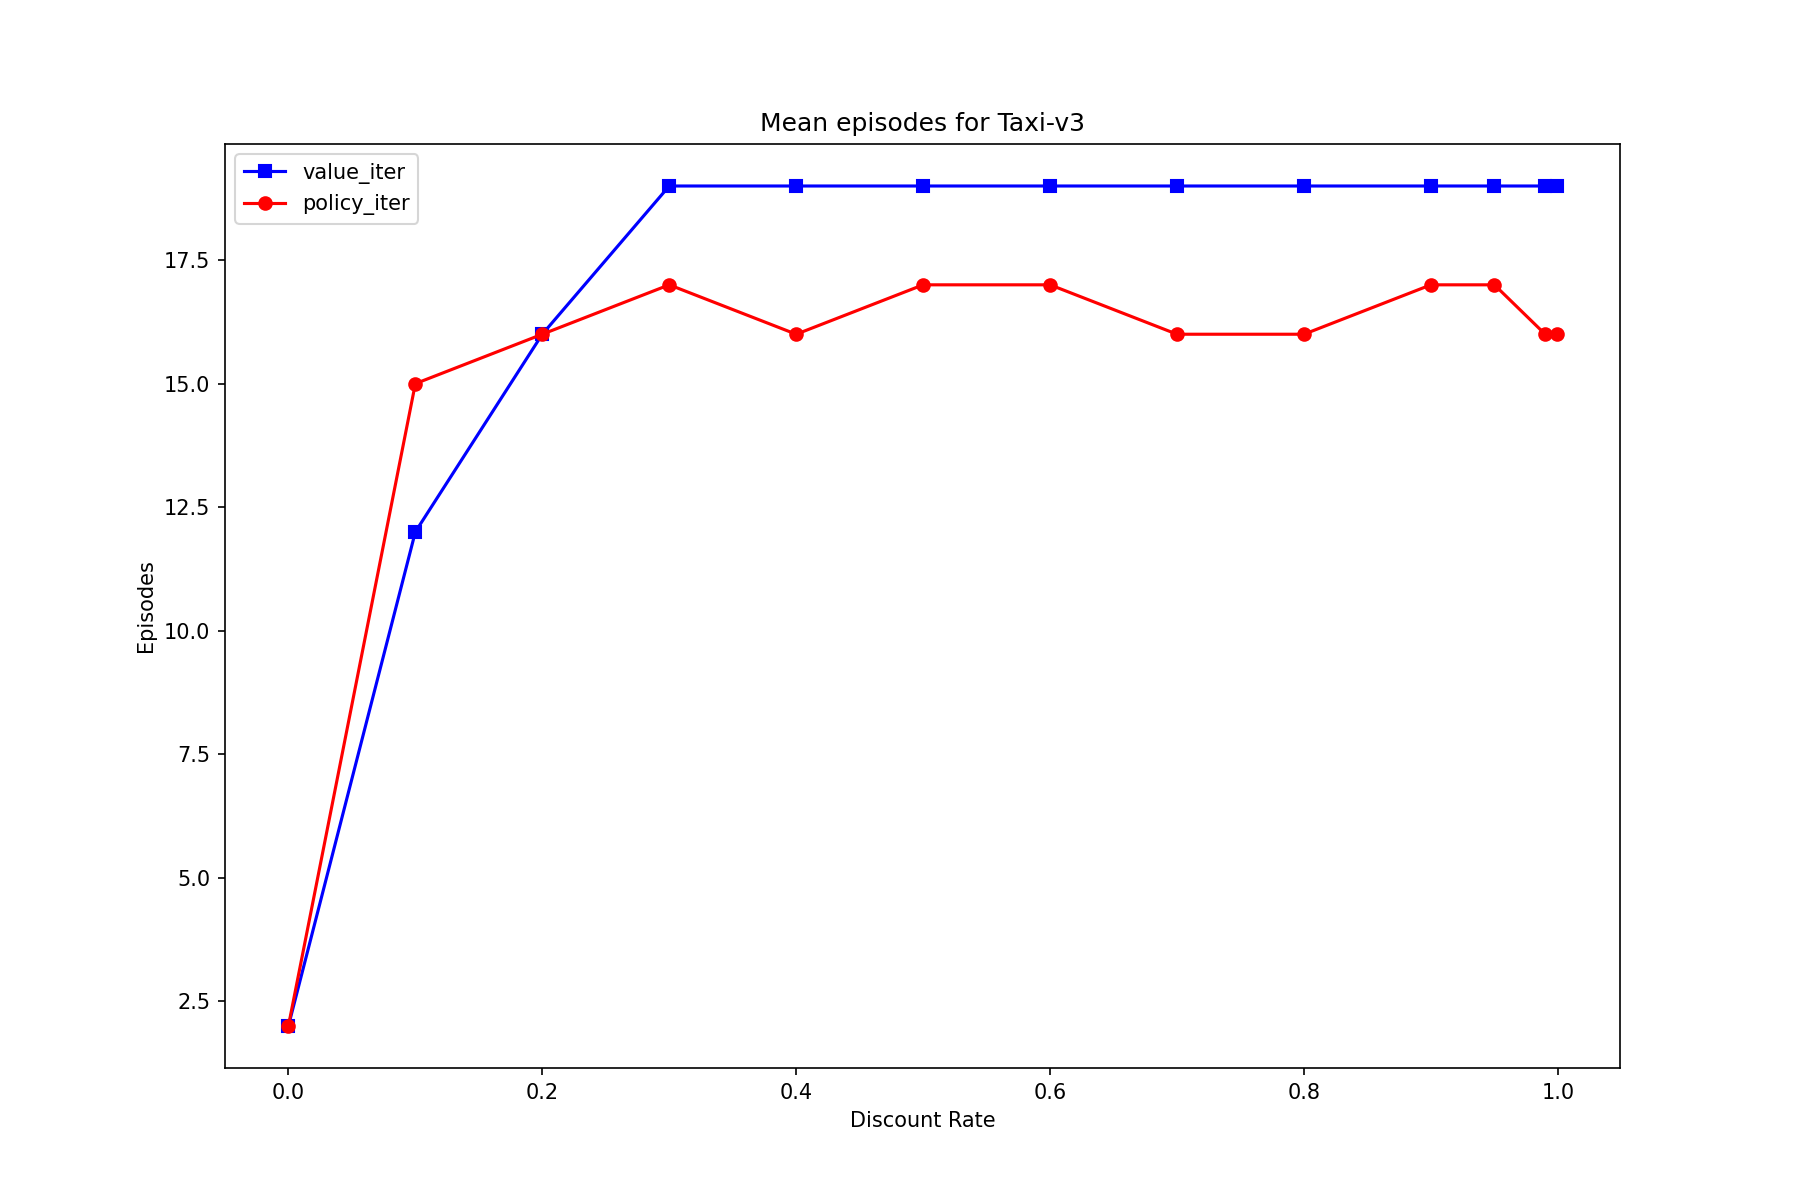 Mean episodes for Taxi-v3
value_iter
policy_iter
17.5
15.0
12.5
10.0
7.5
5.0
2.5
Episodes
0.0 0.2 0.4 0.6 0.8 1.0
Discount Rate